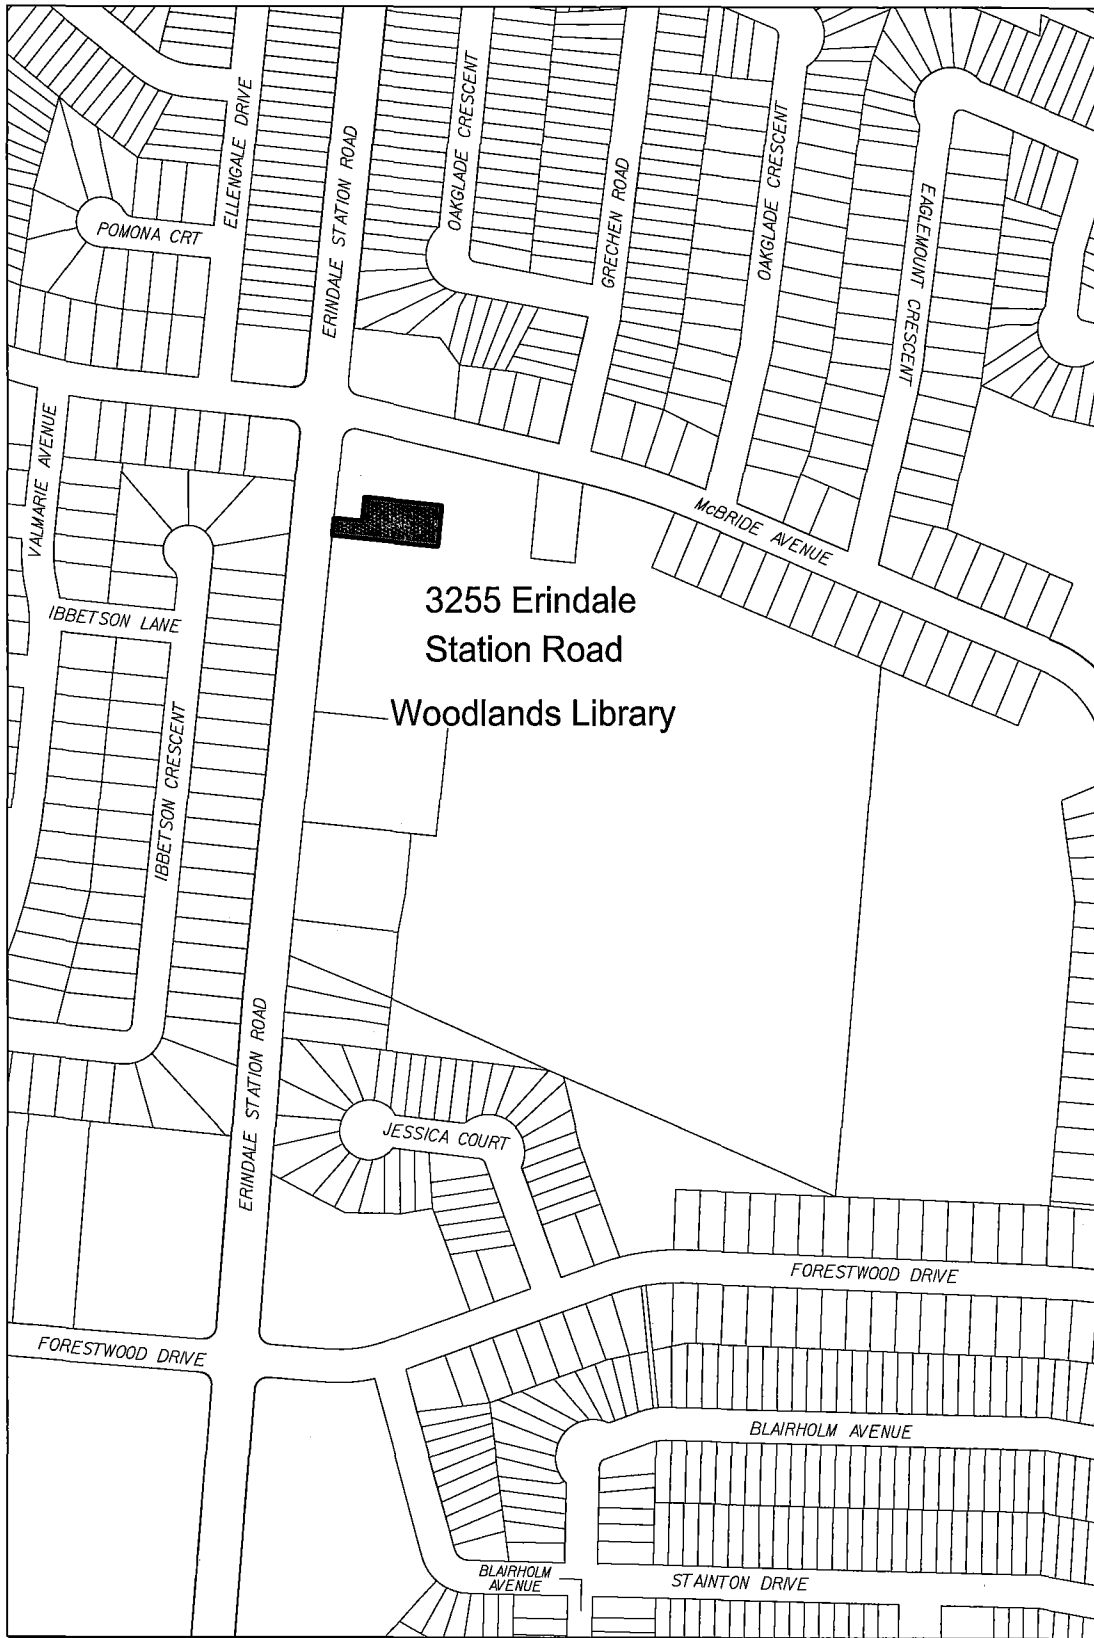 ELLENGALE DRIVE
ERINDALE STATION ROAD
OAKGLADE CRESCENT
GRECHEN ROAD
OAKGLADE CRESCENT
EAGLEMOUNT CRESCENT
POMONA CRT
VALMARIE AVENUE
McBRIDE AVENUE
3255 Erindale
Station Road
Woodlands Library
IBBETSON LANE
IBBETSON CRESCENT
ERINDALE STATION ROAD
JESSICA COURT
FORESTWOOD DRIVE
FORESTWOOD DRIVE
BLAIRHOLM AVENUE
BLAIRHOLM
AVENUE
STAINTON DRIVE